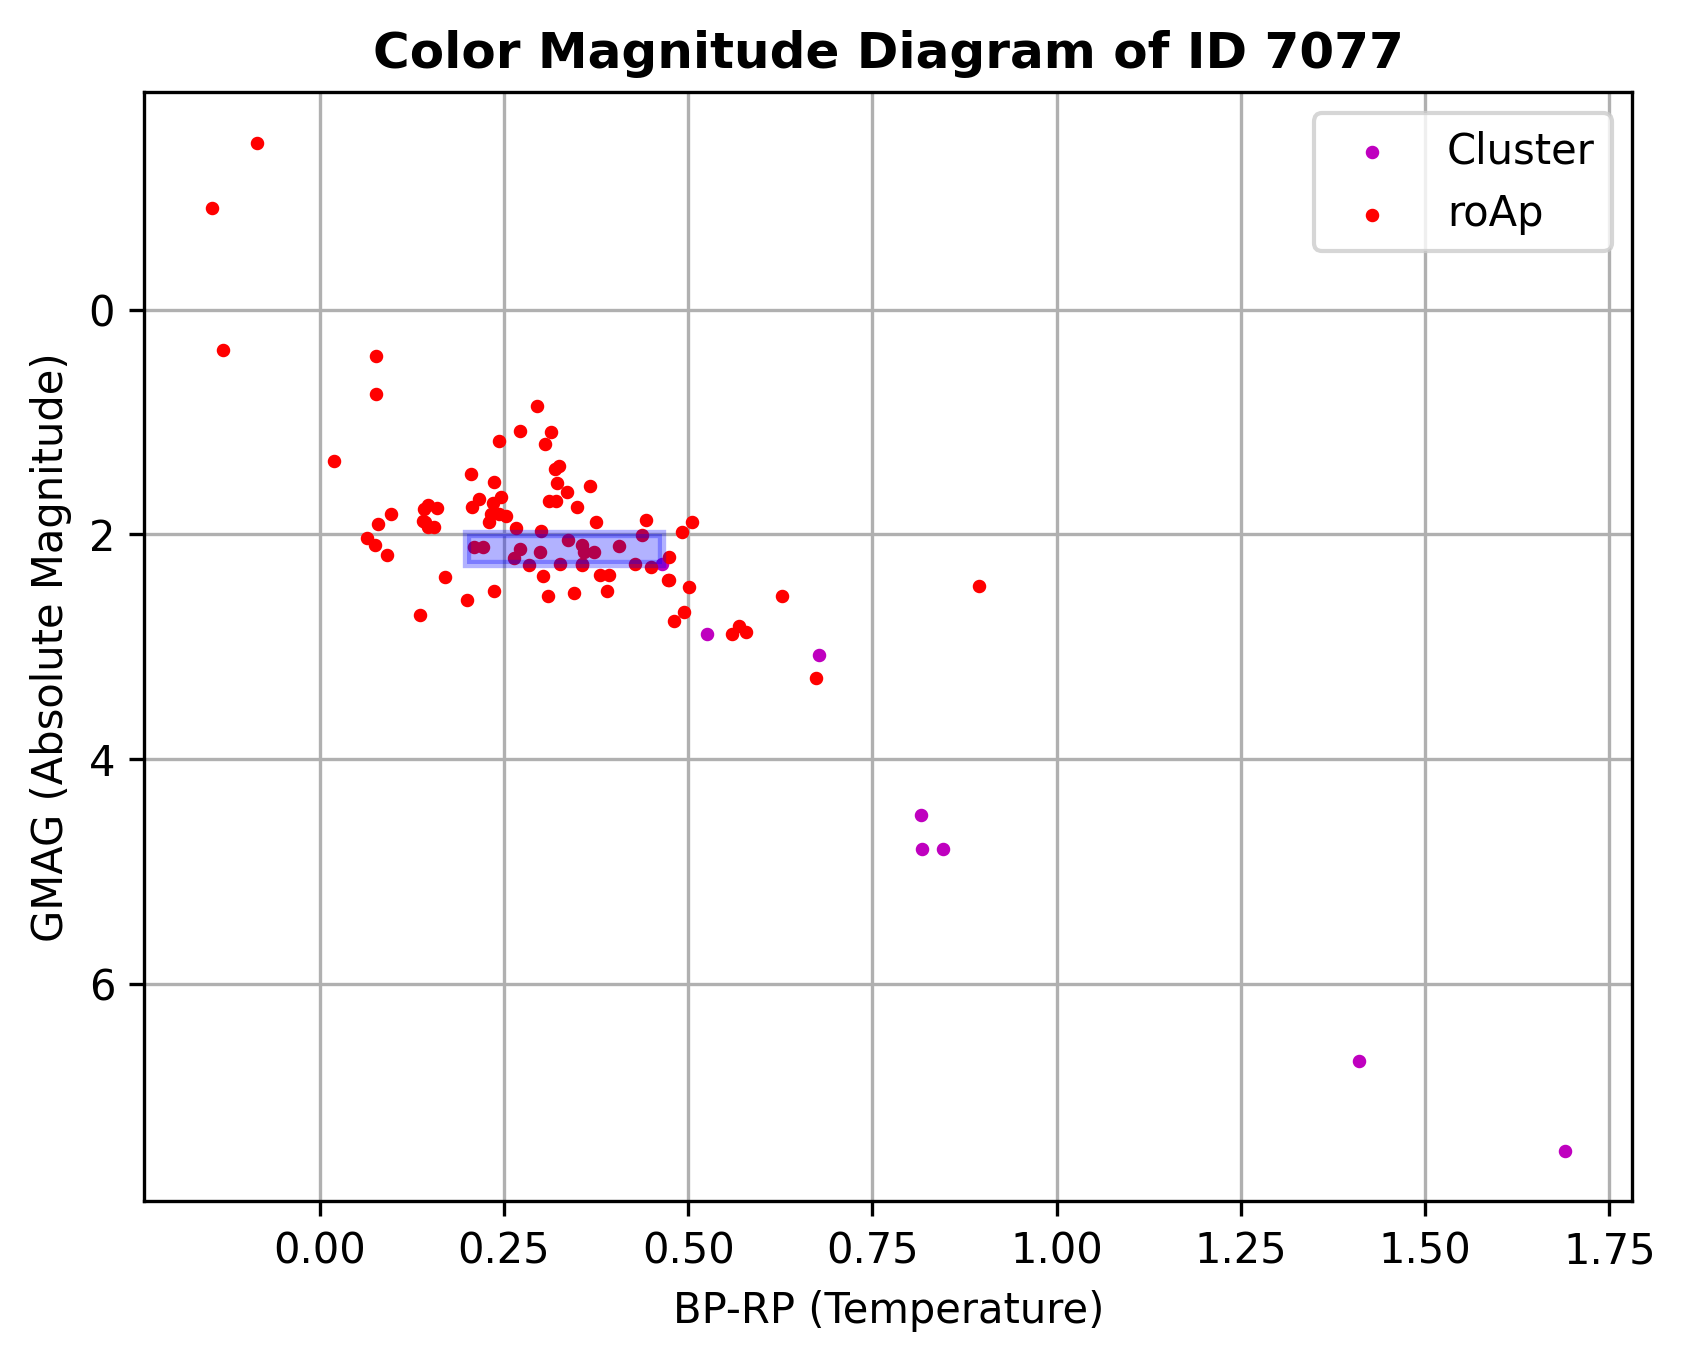 Color Magnitude Diagram of ID 7077
Cluster
roAp
GMAG (Absolute Magnitude)
0
2
4
6
0.00 0.25 0.50 0.75 1.00 1.25 1.50 1.75
BP-RP (Temperature)